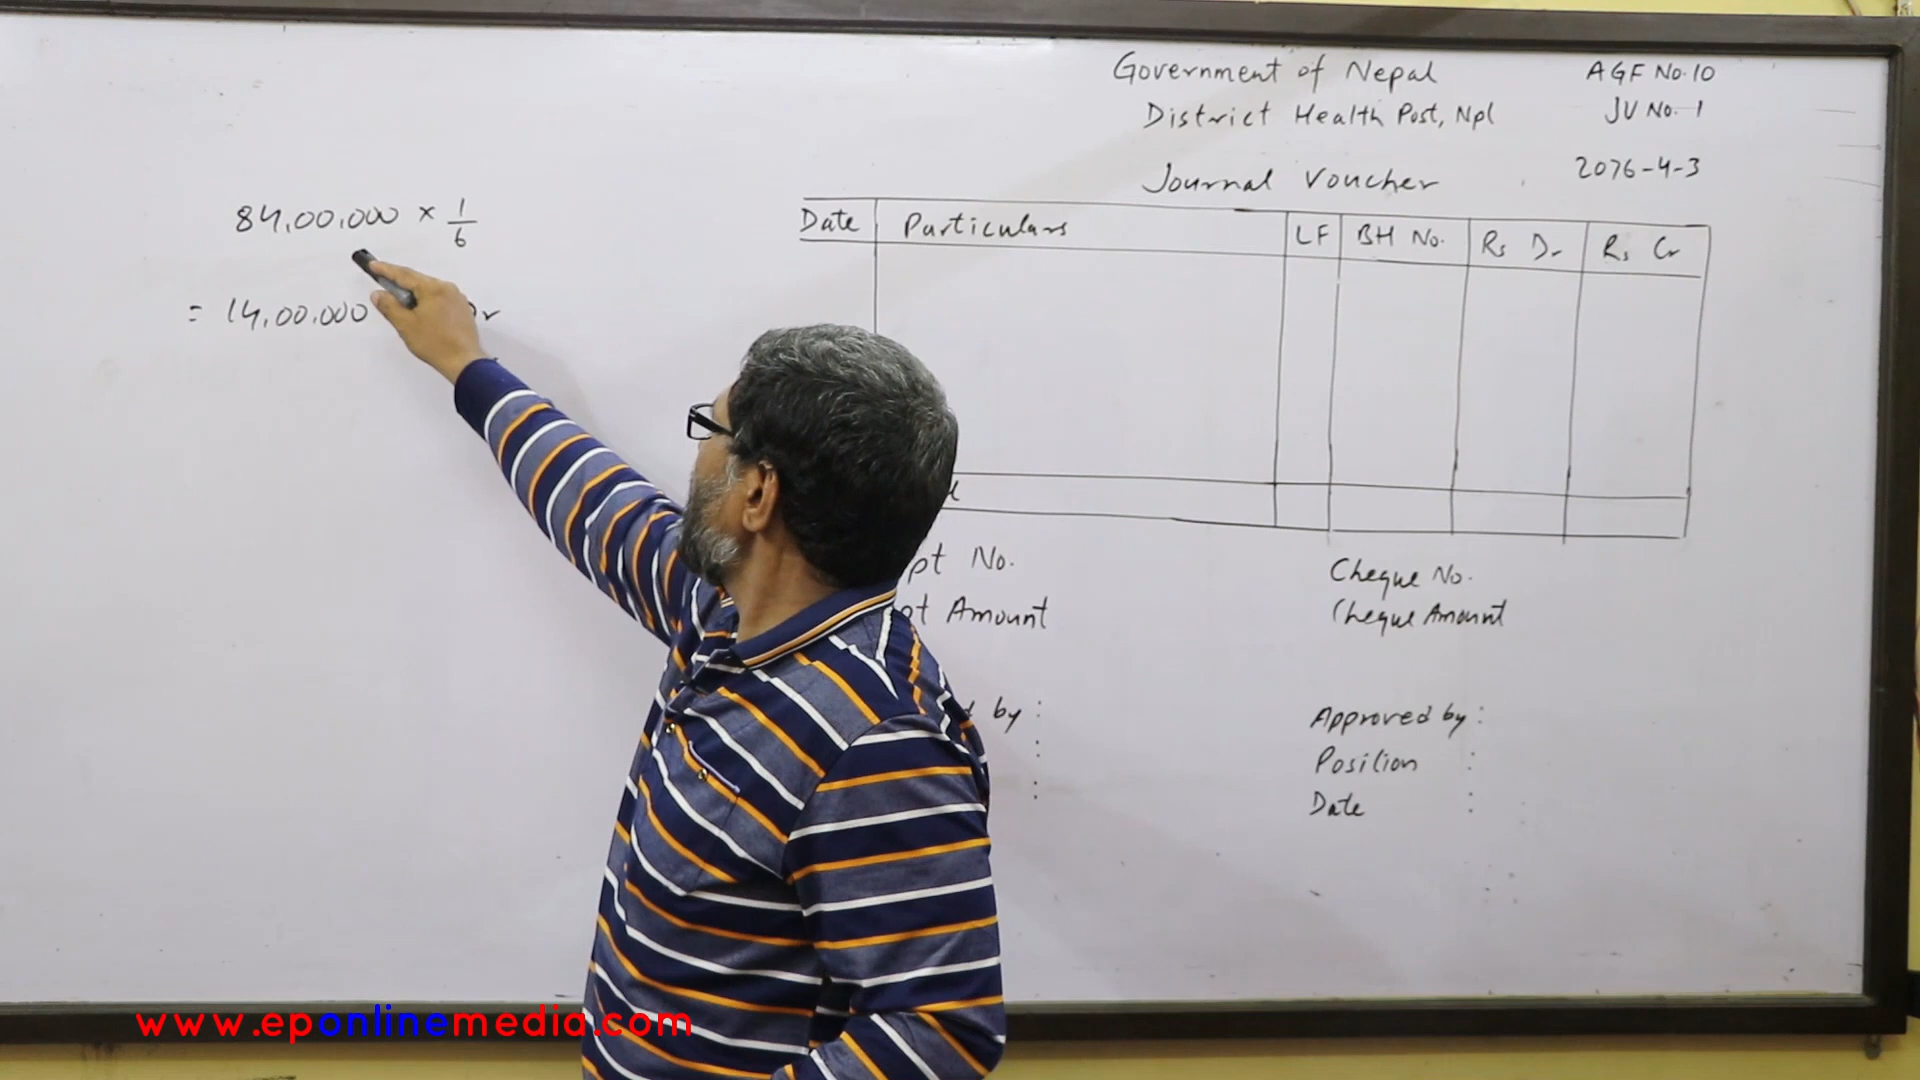 Government of Nepal AGF No.10
District Health Post, Npl JV No. 1
Journal Voucher 2076-4-3
84,00,000 × 1/6
= 14,00,000
Date Particulars LF BH No. Rs Dr Rs Cr
No. Cheque No.
Amount Cheque Amount
by : Approved by :
: Position :
: Date :
www.eponlinemedia.com